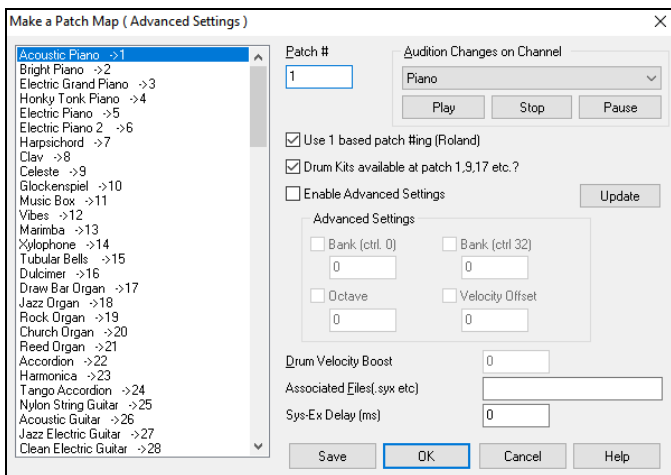 Make a Patch Map ( Advanced Settings )
Acoustic Piano ->1
Bright Piano ->2
Electric Grand Piano ->3
Honky Tonk Piano ->4
Electric Piano ->5
Electric Piano 2 ->6
Harpsichord ->7
Clav ->8
Celeste ->9
Glockenspiel ->10
Music Box ->11
Vibes ->12
Marimba ->13
Xylophone ->14
Tubular Bells ->15
Dulcimer ->16
Draw Bar Organ ->17
Jazz Organ ->18
Rock Organ ->19
Church Organ ->20
Reed Organ ->21
Accordion ->22
Harmonica ->23
Tango Accordion ->24
Nylon String Guitar ->25
Acoustic Guitar ->26
Jazz Electric Guitar ->27
Clean Electric Guitar ->28
Patch #
1
Audition Changes on Channel
Piano
Play Stop Pause
Use 1 based patch #ing (Roland)
Drum Kits available at patch 1,9,17 etc.?
Enable Advanced Settings
Update
Advanced Settings
Bank (ctrl. 0) Bank (ctrl 32)
0 0
Octave Velocity Offset
0 0
Drum Velocity Boost 0
Associated Files(.syx etc)
Sys-Ex Delay (ms) 0
Save OK Cancel Help